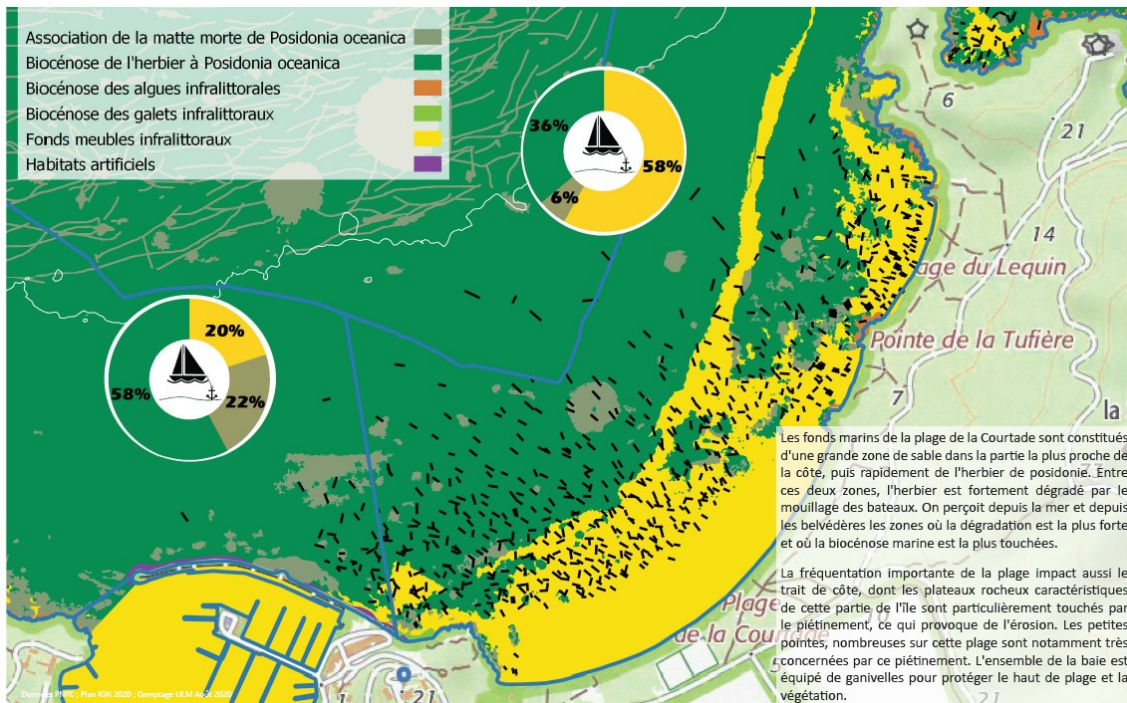 Association de la matte morte de Posidonia oceanica
Biocénose de l'herbier à Posidonia oceanica
Biocénose des algues infralittorales
Biocénose des galets infralittoraux
Fonds meubles infralittoraux
Habitats artificiels
36%
58%
6%
20%
58%
22%
6
21
14
age du Lequin
Pointe de la Tufière
7
la
Les fonds marins de la plage de la Courtade sont constitués
d'une grande zone de sable dans la partie la plus proche de
la côte, puis rapidement de l'herbier de posidonie. Entre
ces deux zones, l'herbier est fortement dégradé par le
mouillage des bateaux. On perçoit depuis la mer et depuis
les belvédères les zones où la dégradation est la plus forte
et où la biocénose marine est la plus touchées.
La fréquentation importante de la plage impact aussi le
trait de côte, dont les plateaux rocheux caractéristiques
de cette partie de l'île sont particulièrement touchés par
le piétinement, ce qui provoque de l'érosion. Les petites
pointes, nombreuses sur cette plage sont notamment très
concernées par ce piétinement. L'ensemble de la baie est
équipé de ganivelles pour protéger le haut de plage et la
végétation.
Plage
de la Courtade
21
1
21
Données PNPC ; Plan IGN 2020 ; Comptage ULM Août 2020